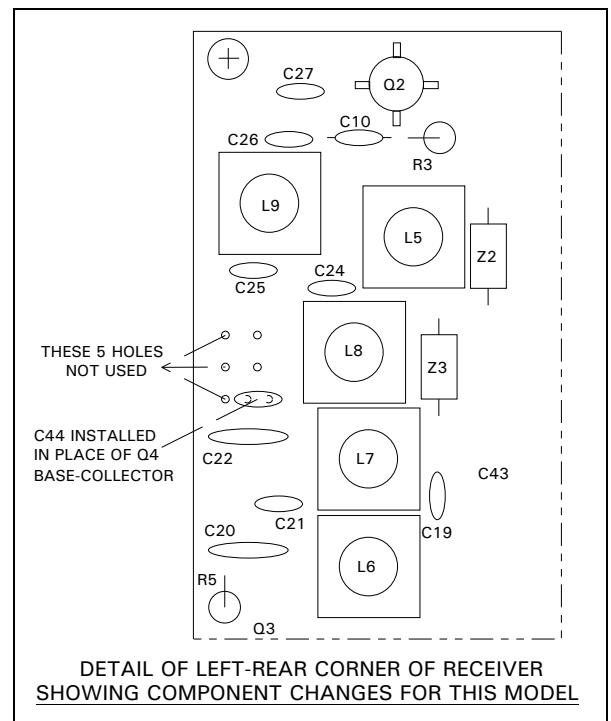 C27
Q2
C26
C10
R3
L9
L5
Z2
C25
C24
THESE 5 HOLES
NOT USED
L8
Z3
C44 INSTALLED
IN PLACE OF Q4
BASE-COLLECTOR
C22
L7
C43
C21
C19
C20
L6
R5
Q3
DETAIL OF LEFT-REAR CORNER OF RECEIVER
SHOWING COMPONENT CHANGES FOR THIS MODEL